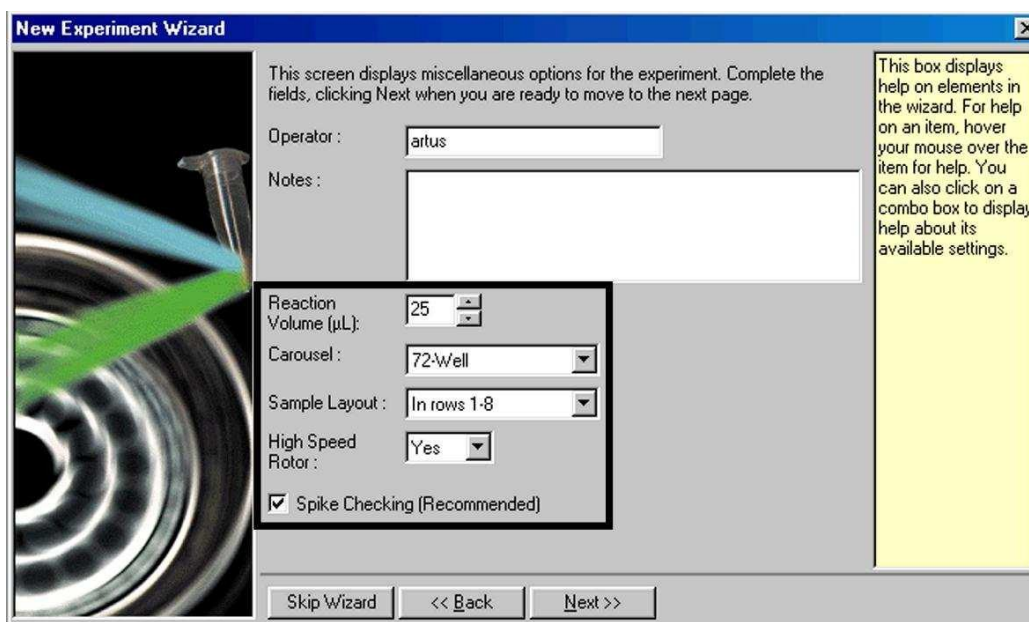 New Experiment Wizard
This screen displays miscellaneous options for the experiment. Complete the
fields, clicking Next when you are ready to move to the next page.
Operator :
artus
Notes :
Reaction
Volume (µL):
25
Carousel :
72-Well
Sample Layout :
In rows 1-8
High Speed
Rotor :
Yes
Spike Checking (Recommended)
Skip Wizard
<< Back
Next >>
This box displays
help on elements in
the wizard. For help
on an item, hover
your mouse over the
item for help. You
can also click on a
combo box to display
help about its
available settings.